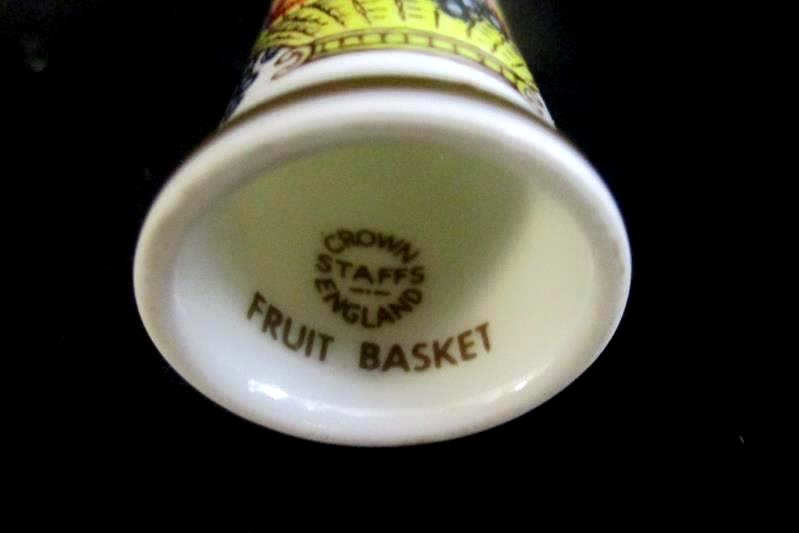 CROWN
STAFFS
ENGLAND
FRUIT BASKET